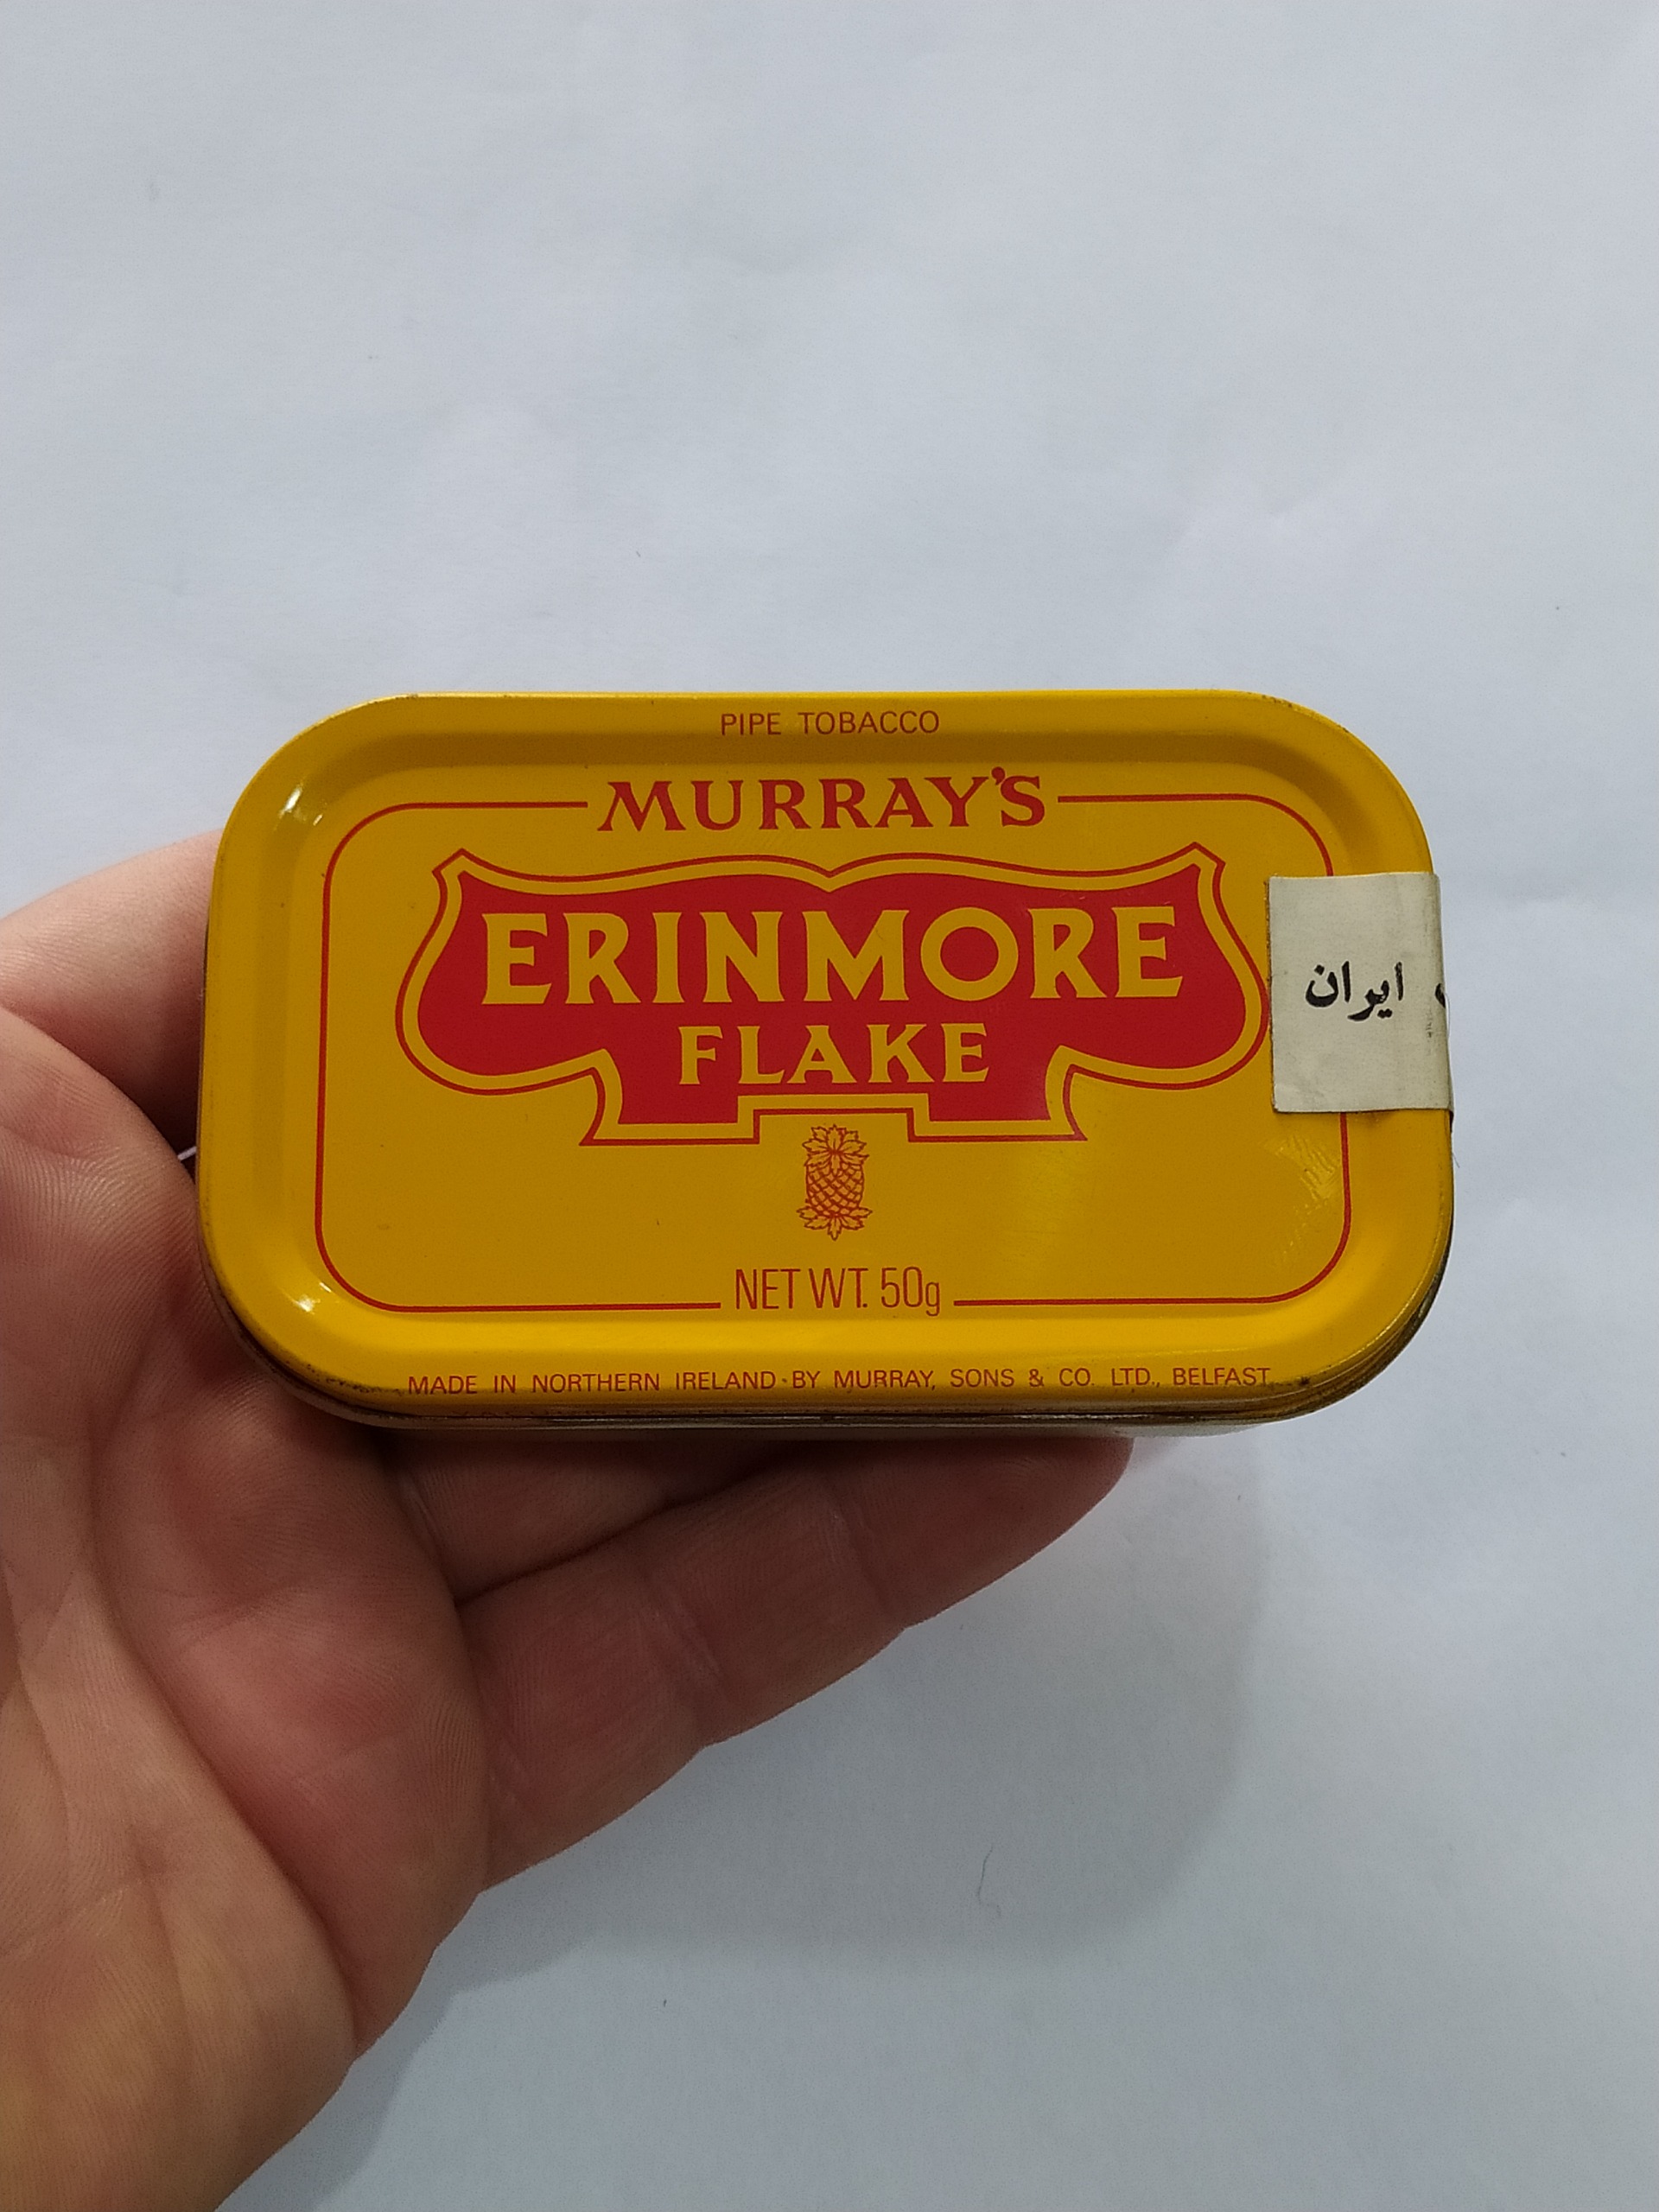 PIPE TOBACCO
MURRAY'S
ERINMORE
FLAKE
ایران
NET WT. 50g
MADE IN NORTHERN IRELAND·BY MURRAY, SONS & CO. LTD., BELFAST.